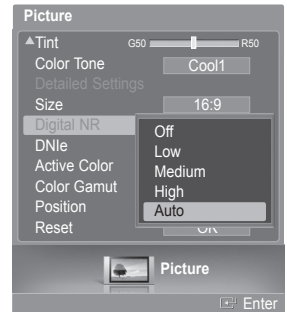 Picture
▲Tint G50 R50
Color Tone Cool1
Detailed Settings
Size 16:9
Digital NR
Off
DNIe
Low
Active Color
Medium
Color Gamut
High
Position
Auto
Reset OK
Picture
Enter